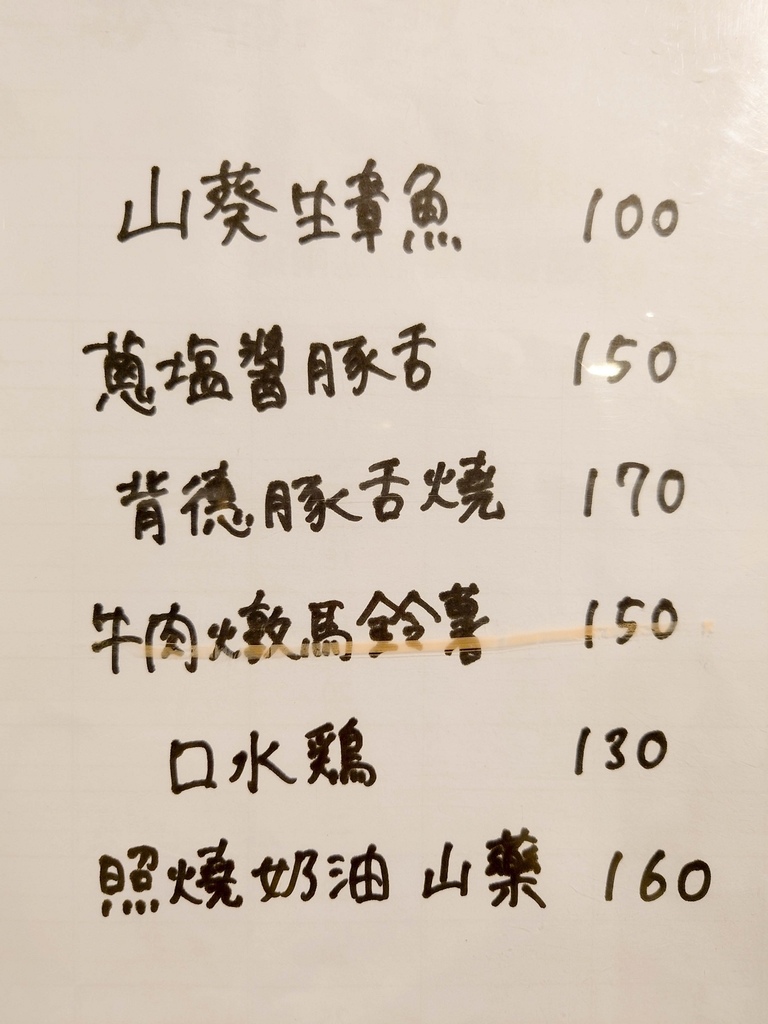 山葵生章魚 100
蔥塩醬豚舌 150
背德豚舌燒 170
牛肉燉馬鈴薯 150
口水鶏 130
照燒奶油山藥 160